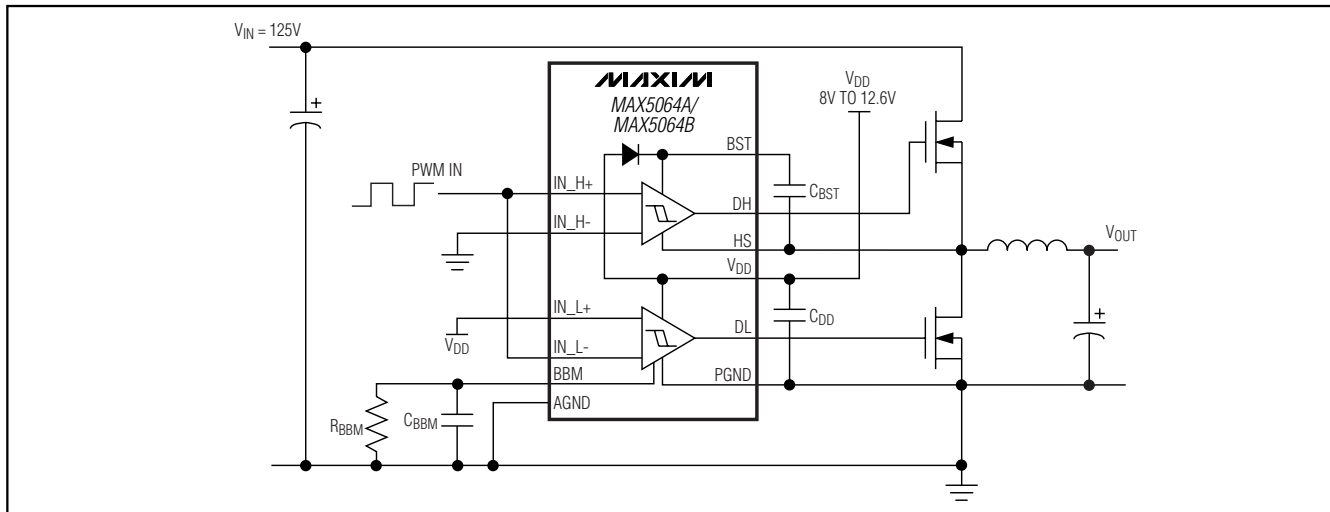 VIN = 125V
MAXIM
MAX5064A/
MAX5064B
VDD
8V TO 12.6V
PWM IN
BST
IN_H+
CBST
DH
IN_H-
HS
VOUT
VDD
IN_L+
CDD
VDD
DL
IN_L-
BBM
PGND
AGND
RBBM
CBBM
+
+